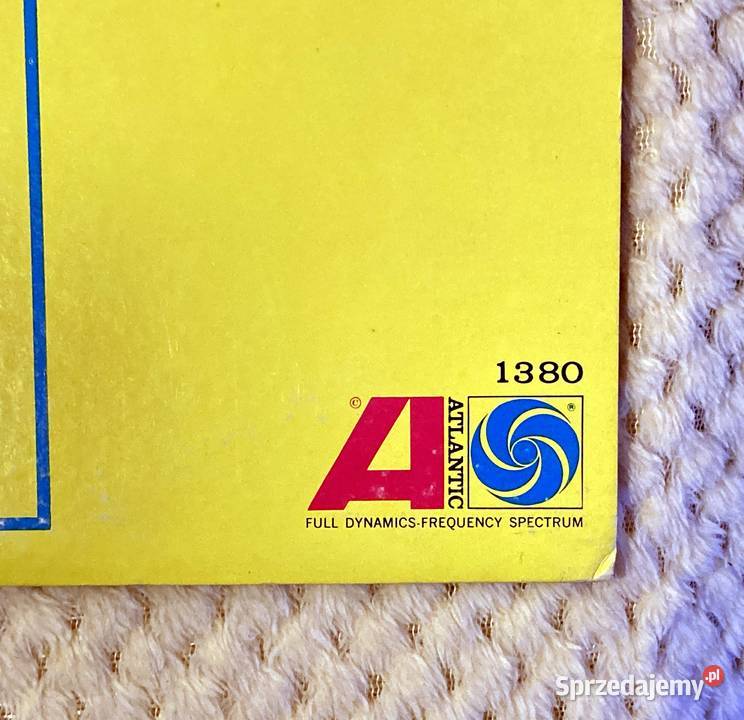 1380
© ATLANTIC ®
FULL DYNAMICS-FREQUENCY SPECTRUM
Sprzedajemy.pl